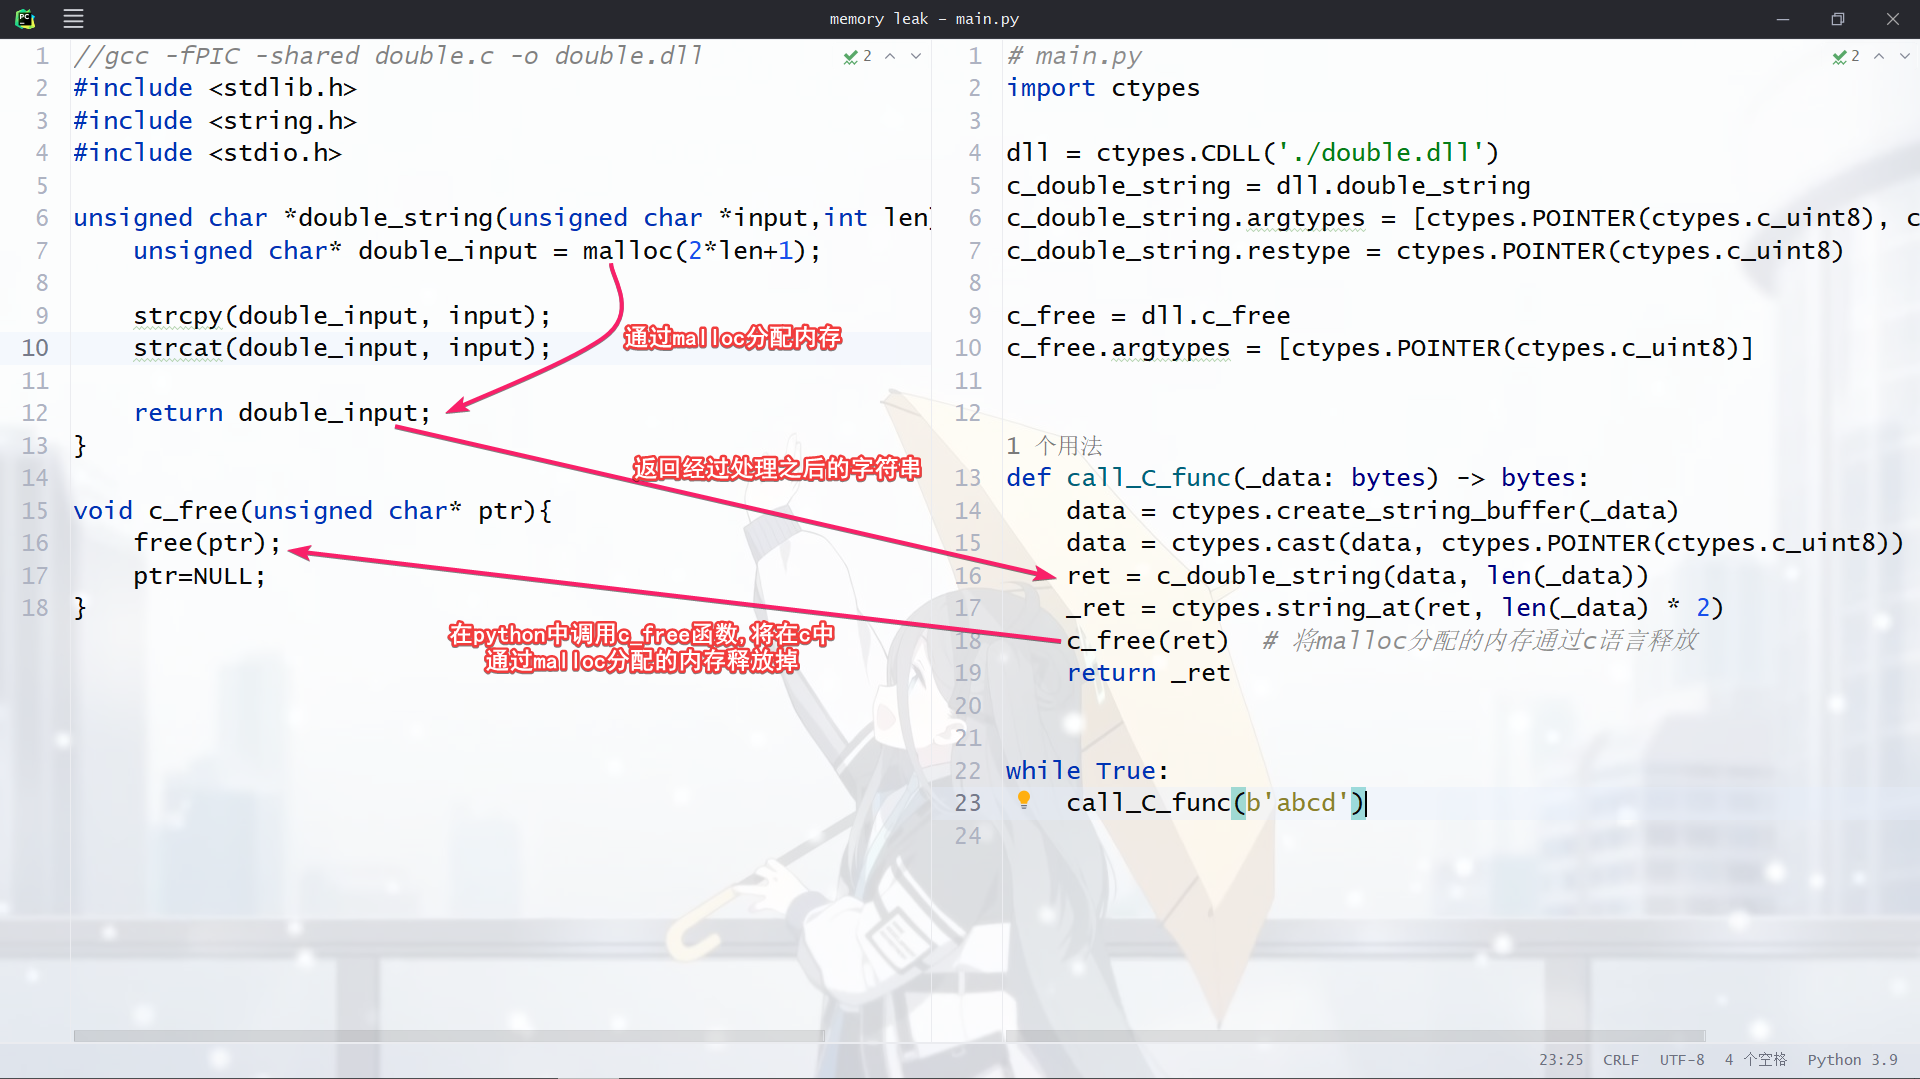 memory leak – main.py
1 //gcc -fPIC -shared double.c -o double.dll
2 #include <stdlib.h>
3 #include <string.h>
4 #include <stdio.h>
5
6 unsigned char *double_string(unsigned char *input,int len)
7     unsigned char* double_input = malloc(2*len+1);
8
9     strcpy(double_input, input);
10     strcat(double_input, input);
11
12     return double_input;
13 }
14
15 void c_free(unsigned char* ptr){
16     free(ptr);
17     ptr=NULL;
18 }
2
通过malloc分配内存
返回经过处理之后的字符串
在python中调用c_free函数,将在c中
通过malloc分配的内存释放掉
1 # main.py
2 import ctypes
3
4 dll = ctypes.CDLL('./double.dll')
5 c_double_string = dll.double_string
6 c_double_string.argtypes = [ctypes.POINTER(ctypes.c_uint8), c
7 c_double_string.restype = ctypes.POINTER(ctypes.c_uint8)
8
9 c_free = dll.c_free
10 c_free.argtypes = [ctypes.POINTER(ctypes.c_uint8)]
11
12
1 个用法
13 def call_C_func(_data: bytes) -> bytes:
14     data = ctypes.create_string_buffer(_data)
15     data = ctypes.cast(data, ctypes.POINTER(ctypes.c_uint8))
16     ret = c_double_string(data, len(_data))
17     _ret = ctypes.string_at(ret, len(_data) * 2)
18     c_free(ret)  # 将malloc分配的内存通过c语言释放
19     return _ret
20
21
22 while True:
23     call_C_func(b'abcd')
24
2
23:25 CRLF UTF-8 4 个空格 Python 3.9